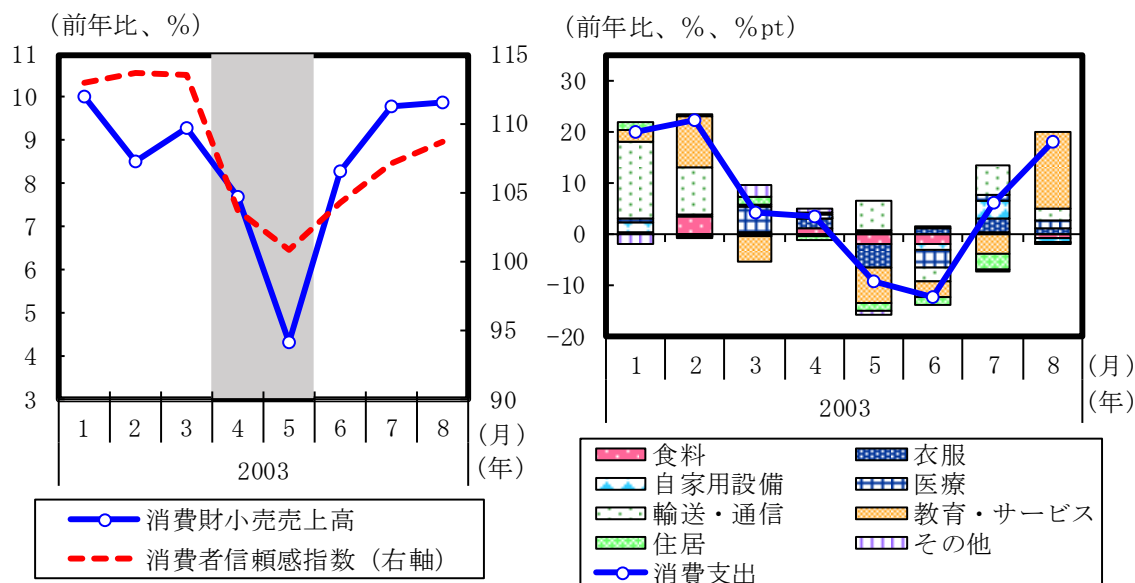 (前年比、%)
11
10
9
8
7
6
5
4
3
115
110
105
100
95
90
1 2 3 4 5 6 7 8 (月)
2003 (年)
消費財小売売上高
消費者信頼感指数 (右軸)
(前年比、%、%pt)
30
20
10
0
-10
-20
1 2 3 4 5 6 7 8 (月)
2003 (年)
食料 衣服
自家用設備 医療
輸送・通信 教育・サービス
住居 その他
消費支出